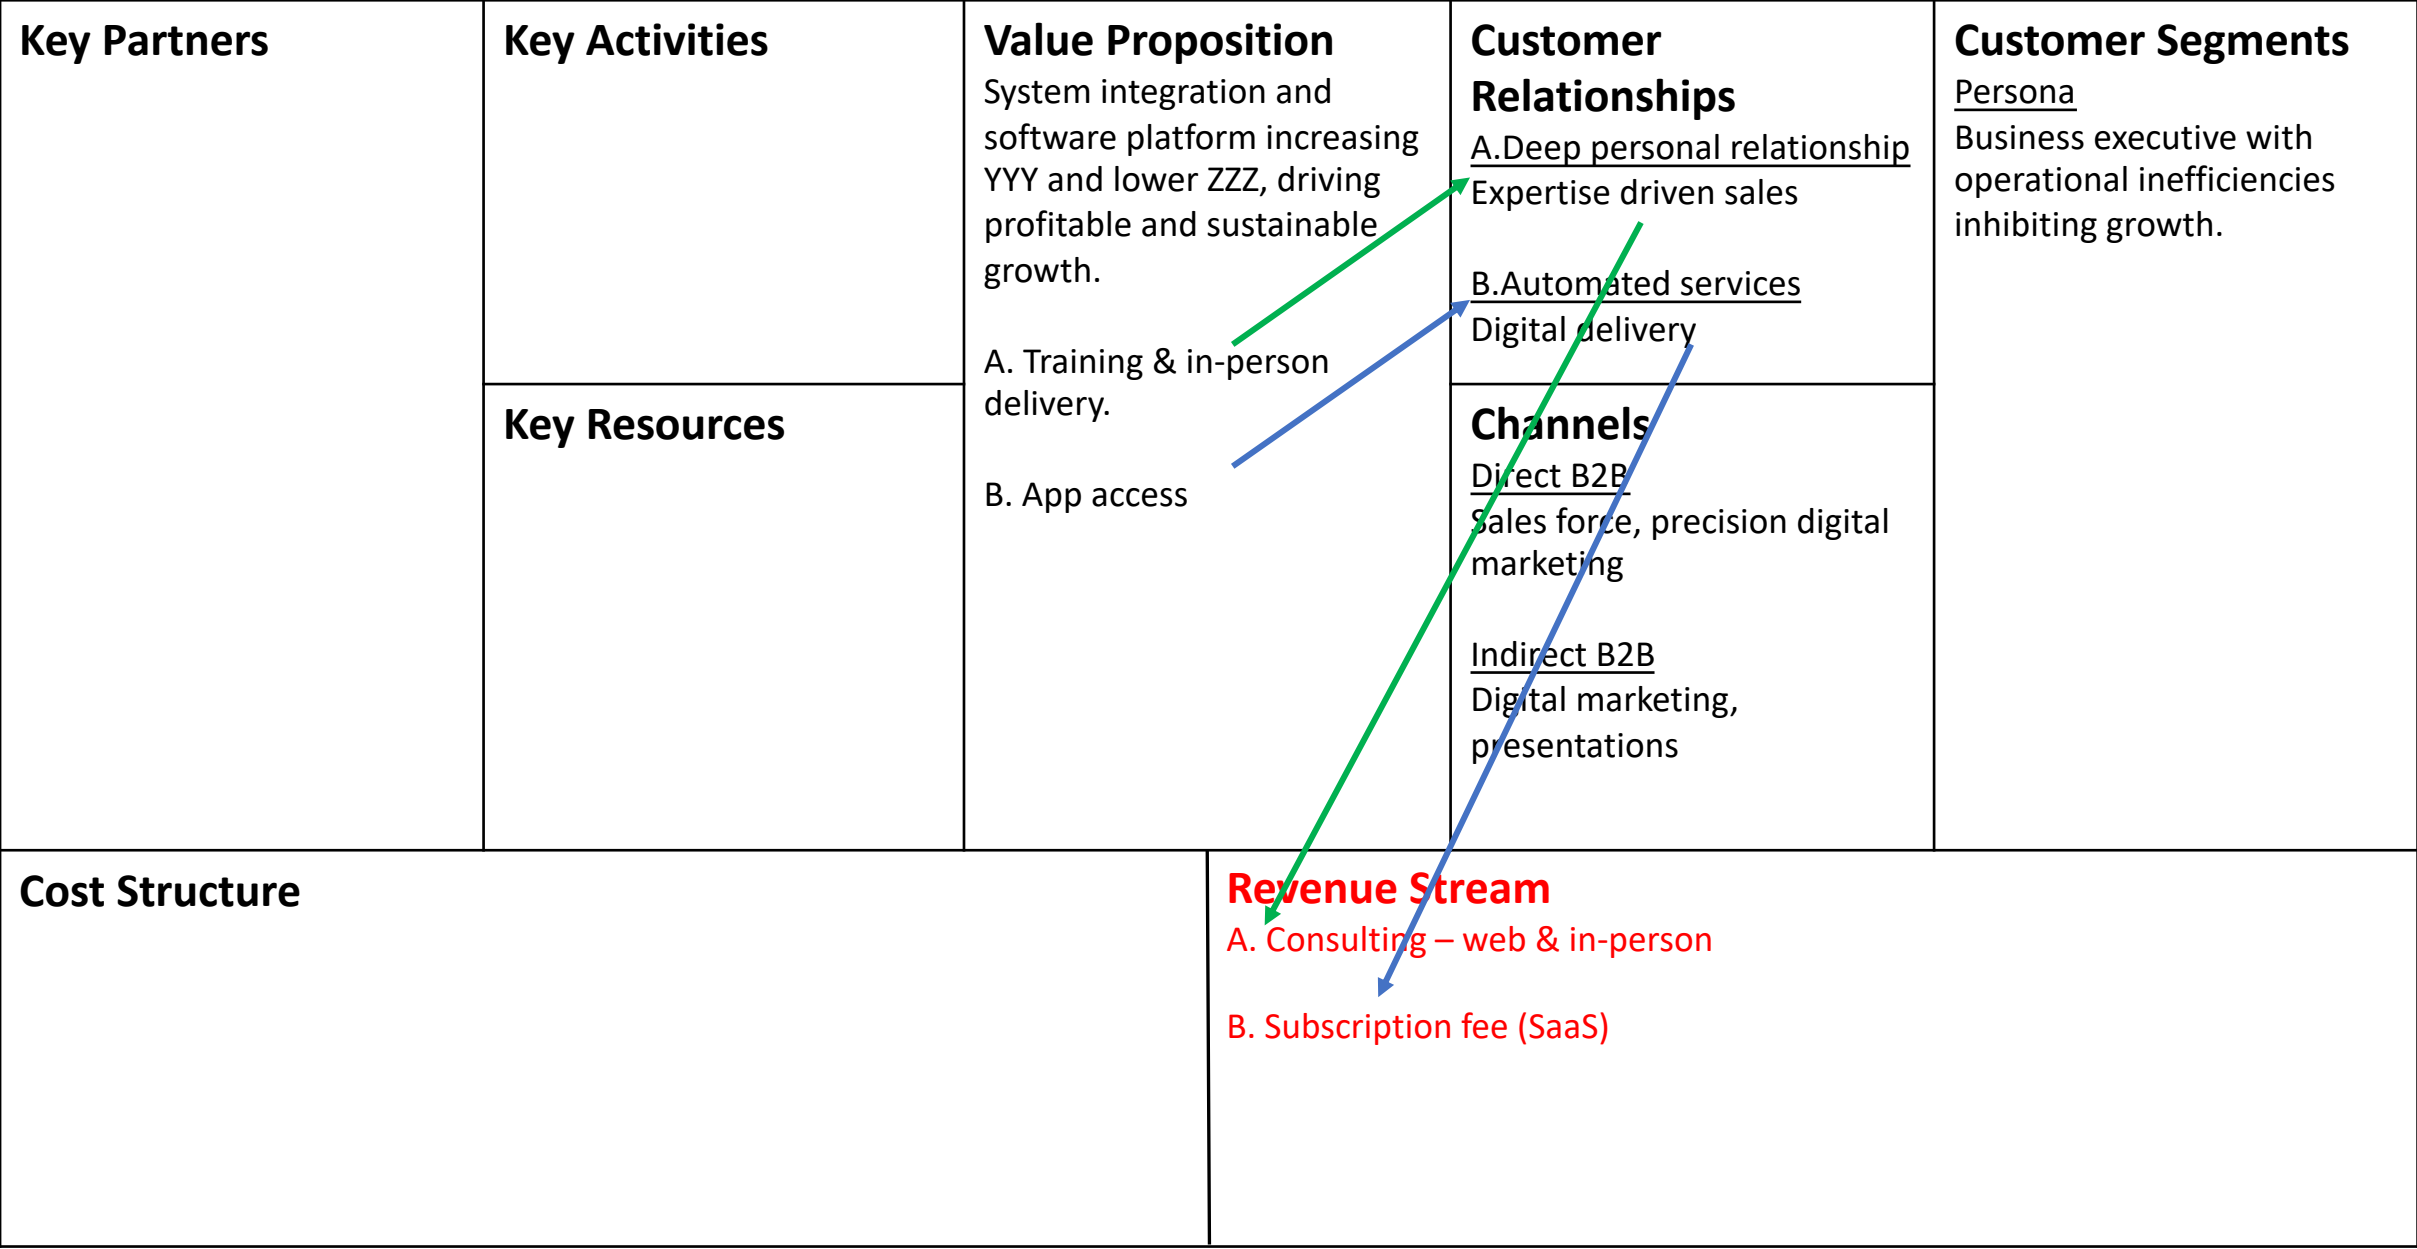 Key Partners
Key Activities
Key Resources
Value Proposition
System integration and
software platform increasing
YYY and lower ZZZ, driving
profitable and sustainable
growth.
A. Training & in-person
delivery.
B. App access
Customer
Relationships
A.Deep personal relationship
Expertise driven sales
B.Automated services
Digital delivery
Channels
Direct B2B
Sales force, precision digital
marketing
Indirect B2B
Digital marketing,
presentations
Customer Segments
Persona
Business executive with
operational inefficiencies
inhibiting growth.
Cost Structure
Revenue Stream
A. Consulting – web & in-person
B. Subscription fee (SaaS)